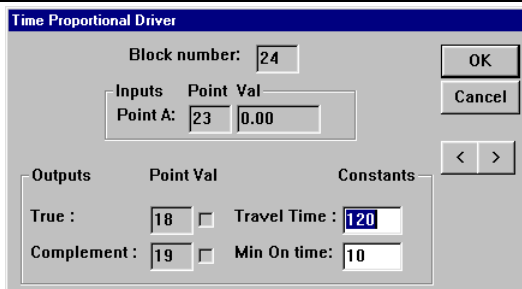 Time Proportional Driver
Block number: 24
OK
Inputs Point Val
Cancel
Point A: 23 0.00
< >
Outputs Point Val Constants
True : 18 Travel Time : 120
Complement : 19 Min On time: 10